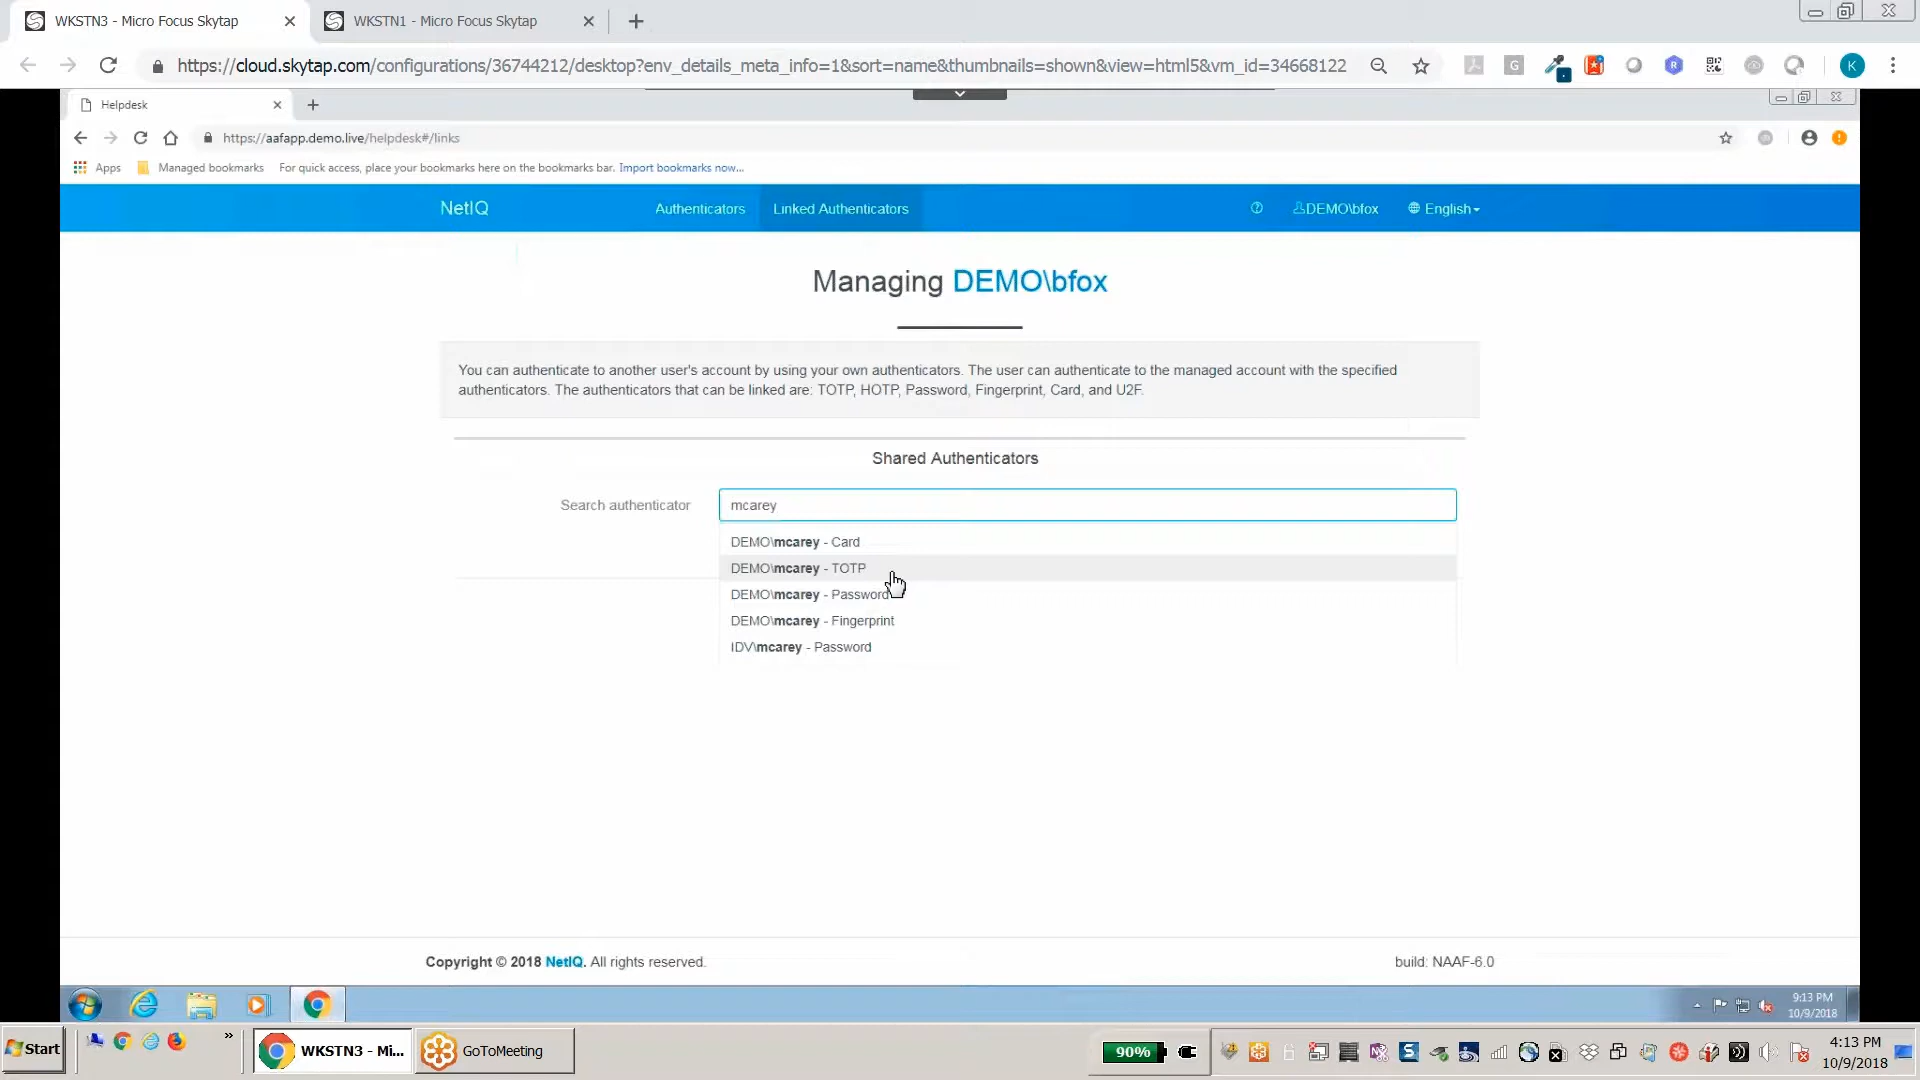 WKSTN3 - Micro Focus Skytap
WKSTN1 - Micro Focus Skytap
https://cloud.skytap.com/configurations/36744212/desktop?env_details_meta_info=1&sort=name&thumbnails=shown&view=html5&vm_id=34668122
K
Helpdesk
https://aafapp.demo.live/helpdesk#/links
Apps
Managed bookmarks
For quick access, place your bookmarks here on the bookmarks bar. Import bookmarks now...
NetIQ
Authenticators
Linked Authenticators
DEMO\bfox
English
Managing DEMO\bfox
You can authenticate to another user's account by using your own authenticators. The user can authenticate to the managed account with the specified
authenticators. The authenticators that can be linked are: TOTP, HOTP, Password, Fingerprint, Card, and U2F.
Shared Authenticators
Search authenticator
mcarey
DEMO\mcarey - Card
DEMO\mcarey - TOTP
DEMO\mcarey - Password
DEMO\mcarey - Fingerprint
IDV\mcarey - Password
Copyright © 2018 NetIQ. All rights reserved.
build: NAAF-6.0
9:13 PM
10/9/2018
Start
WKSTN3 - Mi...
GoToMeeting
90%
4:13 PM
10/9/2018